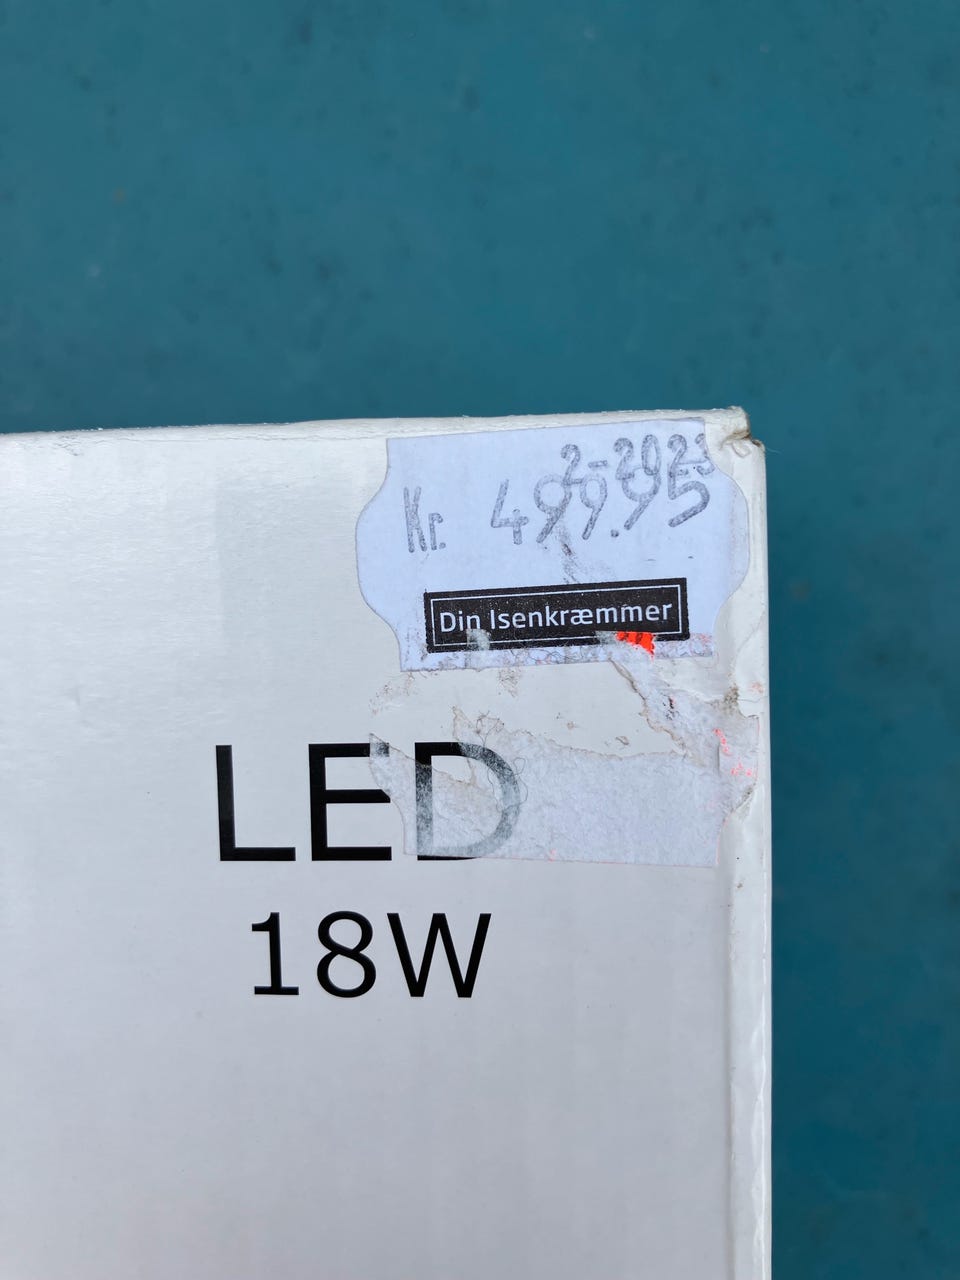 2-2023
Kr. 499.95
Din Isenkræmmer
LED
18W